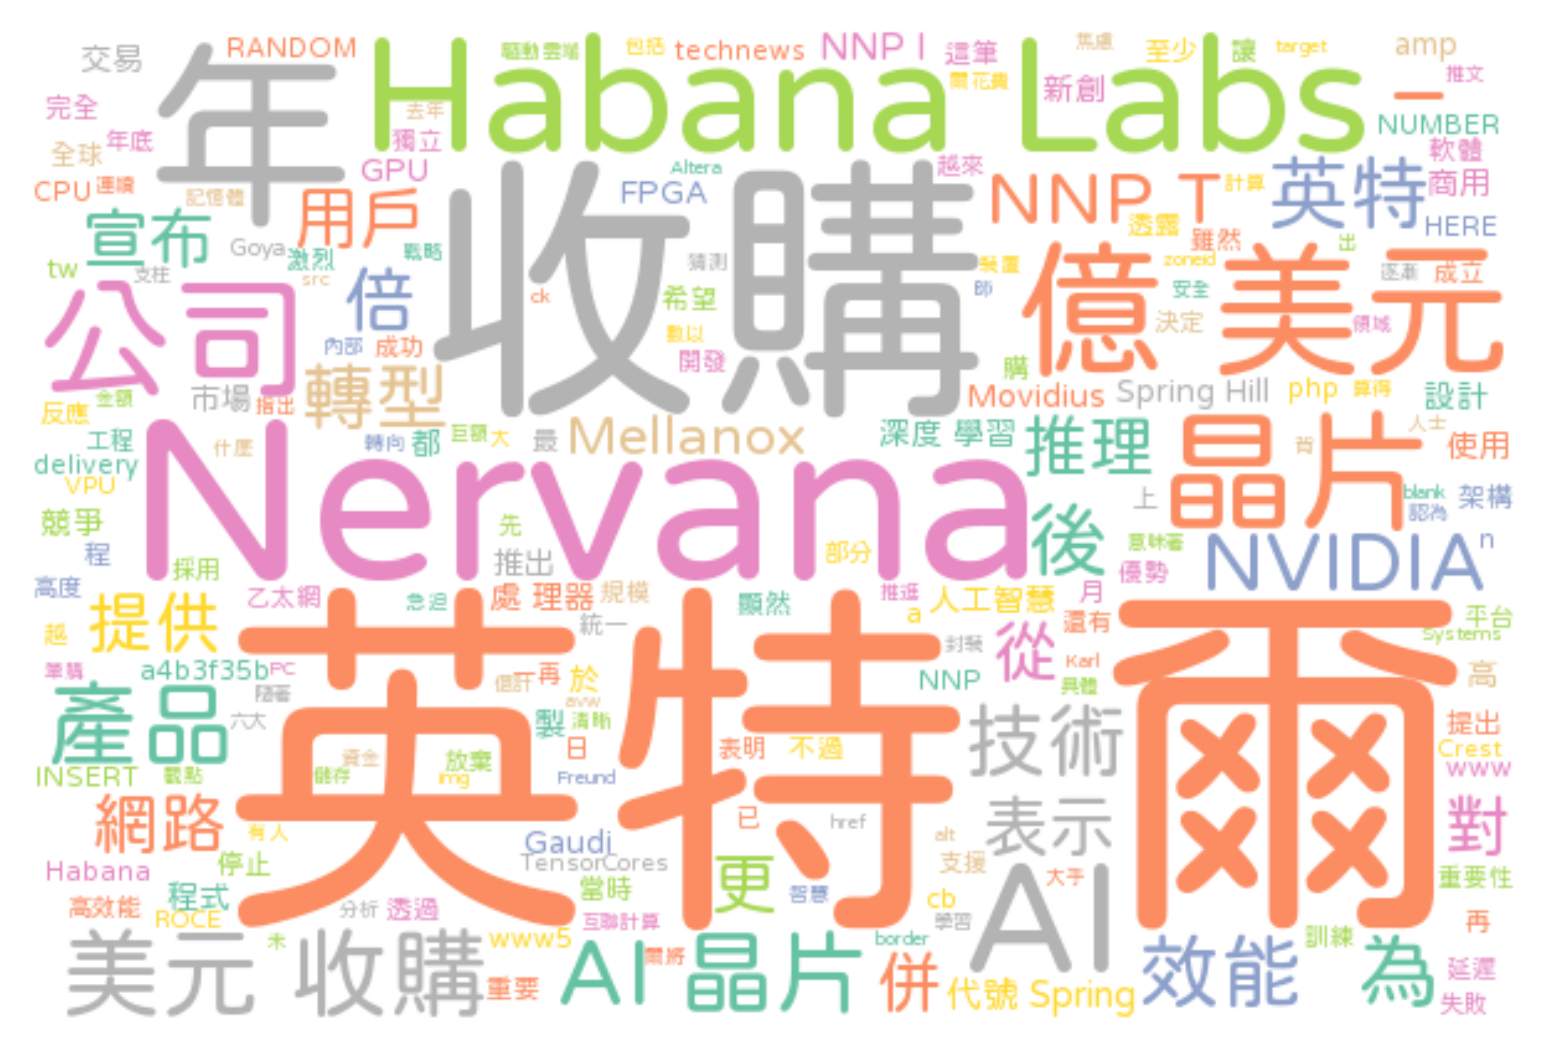 交易
RANDOM
驅動雲端
包括
technews
NNP I
這筆
焦慮
至少
讓
target
amp
推文
完全
年
Habana Labs
爾花費
新創
一
年底
去年
獨立
NUMBER
全球
GPU
Altera
越來
軟體
CPU
連續
記憶體
用戶
收購
FPGA
NNP T
計算
英特
商用
宣布
Goya
激烈
戰略
透露
雖然
HERE
出
tw
支柱
src
倍
猜測
裝置
億 美元
zoneid
逐漸
成立
公司
ck
希望
師
安全
決定
領域
數以
內部
成功
開發
購
市場
轉型
金額
指出
Movidius
Spring Hill
php
算得
設計
反應
工程
什麼
轉向
都
巨額
大
最
Mellanox
深度 學習
推理
晶片
背
人士
使用
delivery
VPU
Nervana
上
blank
認為
架構
競爭
先
後
程
推出
部分
意味著
NVIDIA
n
採用
優勢
高度
提供
乙太網
急迫
處 理器
規模
顯然
推進
人工智慧
月
爾
越
英特
統一
a
還有
平台
Systems
封裝
從
筆購
a4b3f35b
PC
一再
於
NNP
Karl
具體
高
產品
隨著
估計
avw
六大
製
清晰
技術
提出
資金
放棄
日
表明
不過
Crest
INSERT
觀點
儲存
img
Freund
www
網路
表示
對
有人
已
href
Gaudi
alt
Habana
停止
TensorCores
支援
AI
大手
重要性
程式
當時
更
智慧
cb
高效能
ROCE
分析
透過
互聯計算
學習
再
美元 收購
未
www5
AI 晶片
爾將
border
併
訓練
效能
為
延遲
重要
代號 Spring
失敗